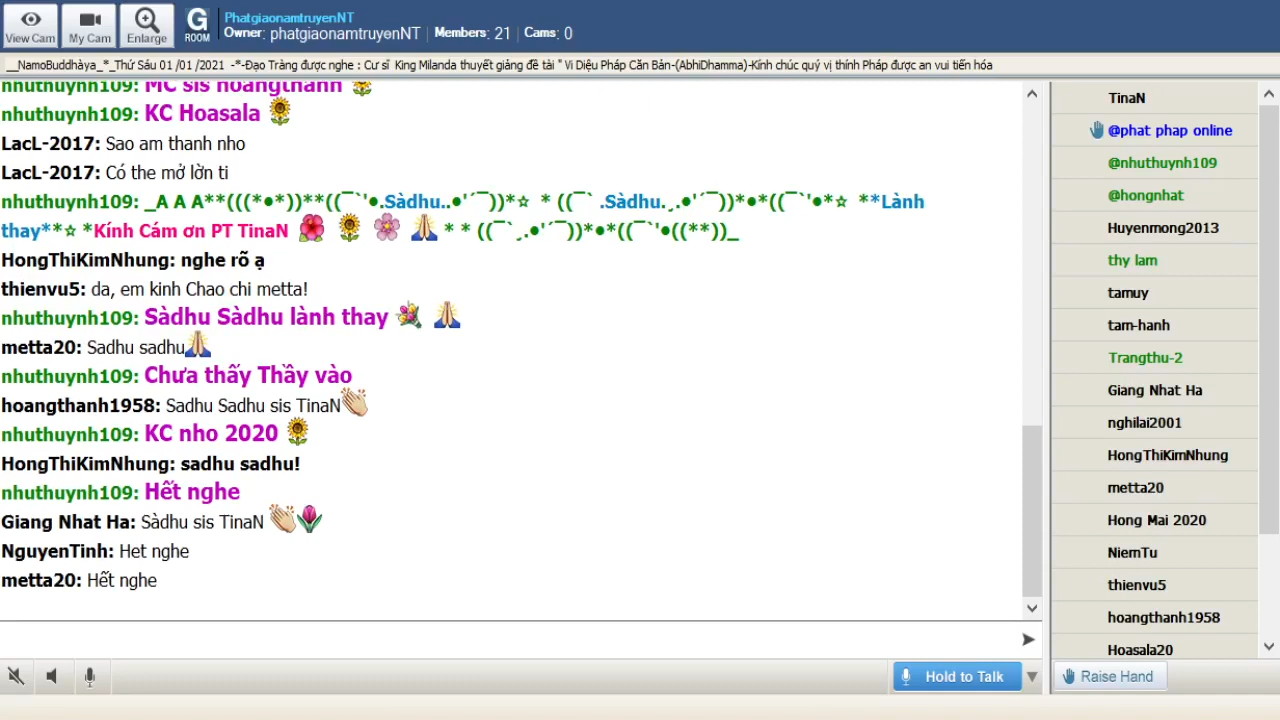 View Cam
My Cam
Enlarge
G
ROOM
PhatgiaonamtruyenNT
Owner: phatgiaonamtruyenNT | Members: 21 | Cams: 0
__NamoBuddhàya_*_Thứ Sáu 01 /01 /2021 -*-Đạo Tràng được nghe : Cư sĩ King Milanda thuyết giảng đề tài " Vi Diệu Pháp Căn Bản-(AbhiDhamma)-Kính chúc quý vị thính Pháp được an vui tiến hóa
nhuthuynh109: MC sis hoangthanh
nhuthuynh109: KC Hoasala
LacL-2017: Sao am thanh nho
LacL-2017: Có the mở lờn ti
nhuthuynh109: _A A A**(((*●*))**((¯`'●.Sàdhu..●'´¯))*☆ * ((¯` .Sàdhu.¸.●'´¯))*●*((¯`'●*☆ **Lành
thay**☆ *Kính Cám ơn PT TinaN * * ((¯`¸.●'´¯))*●*((¯`'●((**))_
HongThiKimNhung: nghe rõ ạ
thienvu5: da, em kinh Chao chi metta!
nhuthuynh109: Sàdhu Sàdhu lành thay
metta20: Sadhu sadhu
nhuthuynh109: Chưa thấy Thầy vào
hoangthanh1958: Sadhu Sadhu sis TinaN
nhuthuynh109: KC nho 2020
HongThiKimNhung: sadhu sadhu!
nhuthuynh109: Hết nghe
Giang Nhat Ha: Sàdhu sis TinaN
NguyenTinh: Het nghe
metta20: Hết nghe
Hold to Talk
TinaN
@phat phap online
@nhuthuynh109
@hongnhat
Huyenmong2013
thy lam
tamuy
tam-hanh
Trangthu-2
Giang Nhat Ha
nghilai2001
HongThiKimNhung
metta20
Hong Mai 2020
NiemTu
thienvu5
hoangthanh1958
Hoasala20
Raise Hand